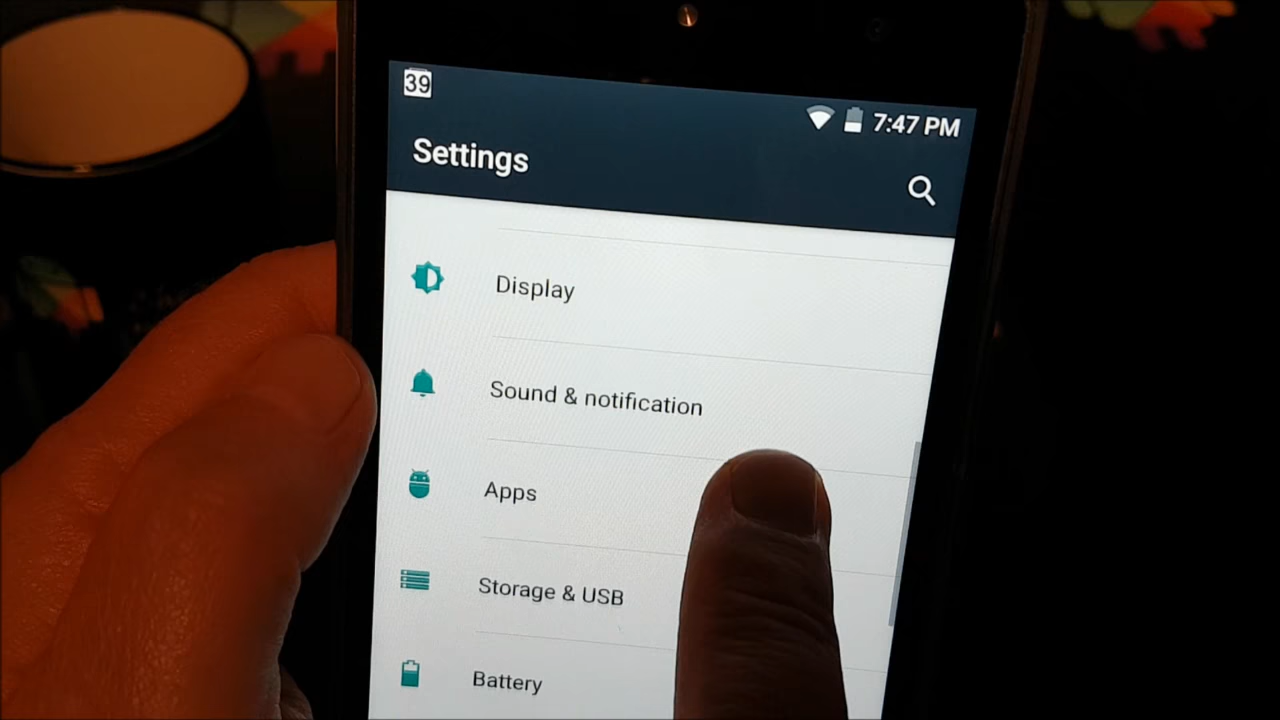 39
7:47 PM
Settings
Display
Sound & notification
Apps
Storage & USB
Battery